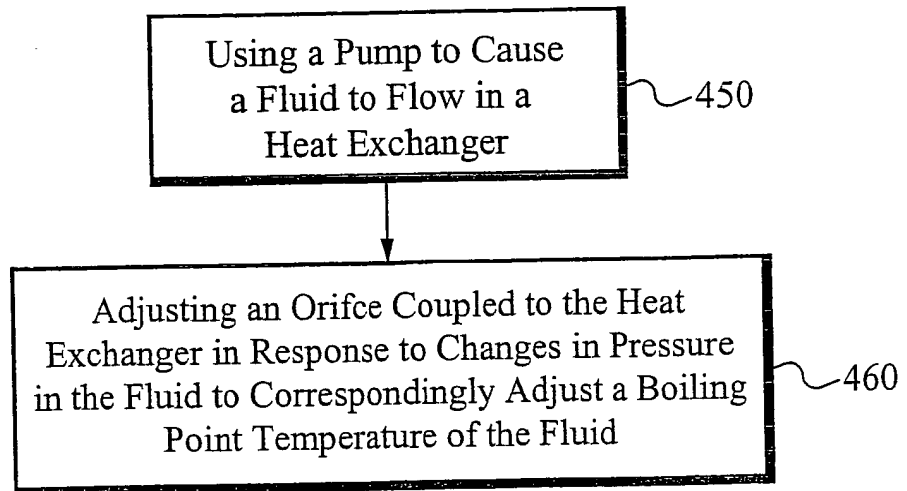 Using a Pump to Cause
a Fluid to Flow in a
Heat Exchanger
450
Adjusting an Orifce Coupled to the Heat
Exchanger in Response to Changes in Pressure
in the Fluid to Correspondingly Adjust a Boiling
Point Temperature of the Fluid
460